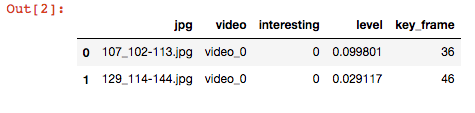 Out[2]:
jpg video interesting level key_frame
0 107_102-113.jpg video_0 0 0.099801 36
1 129_114-144.jpg video_0 0 0.029117 46